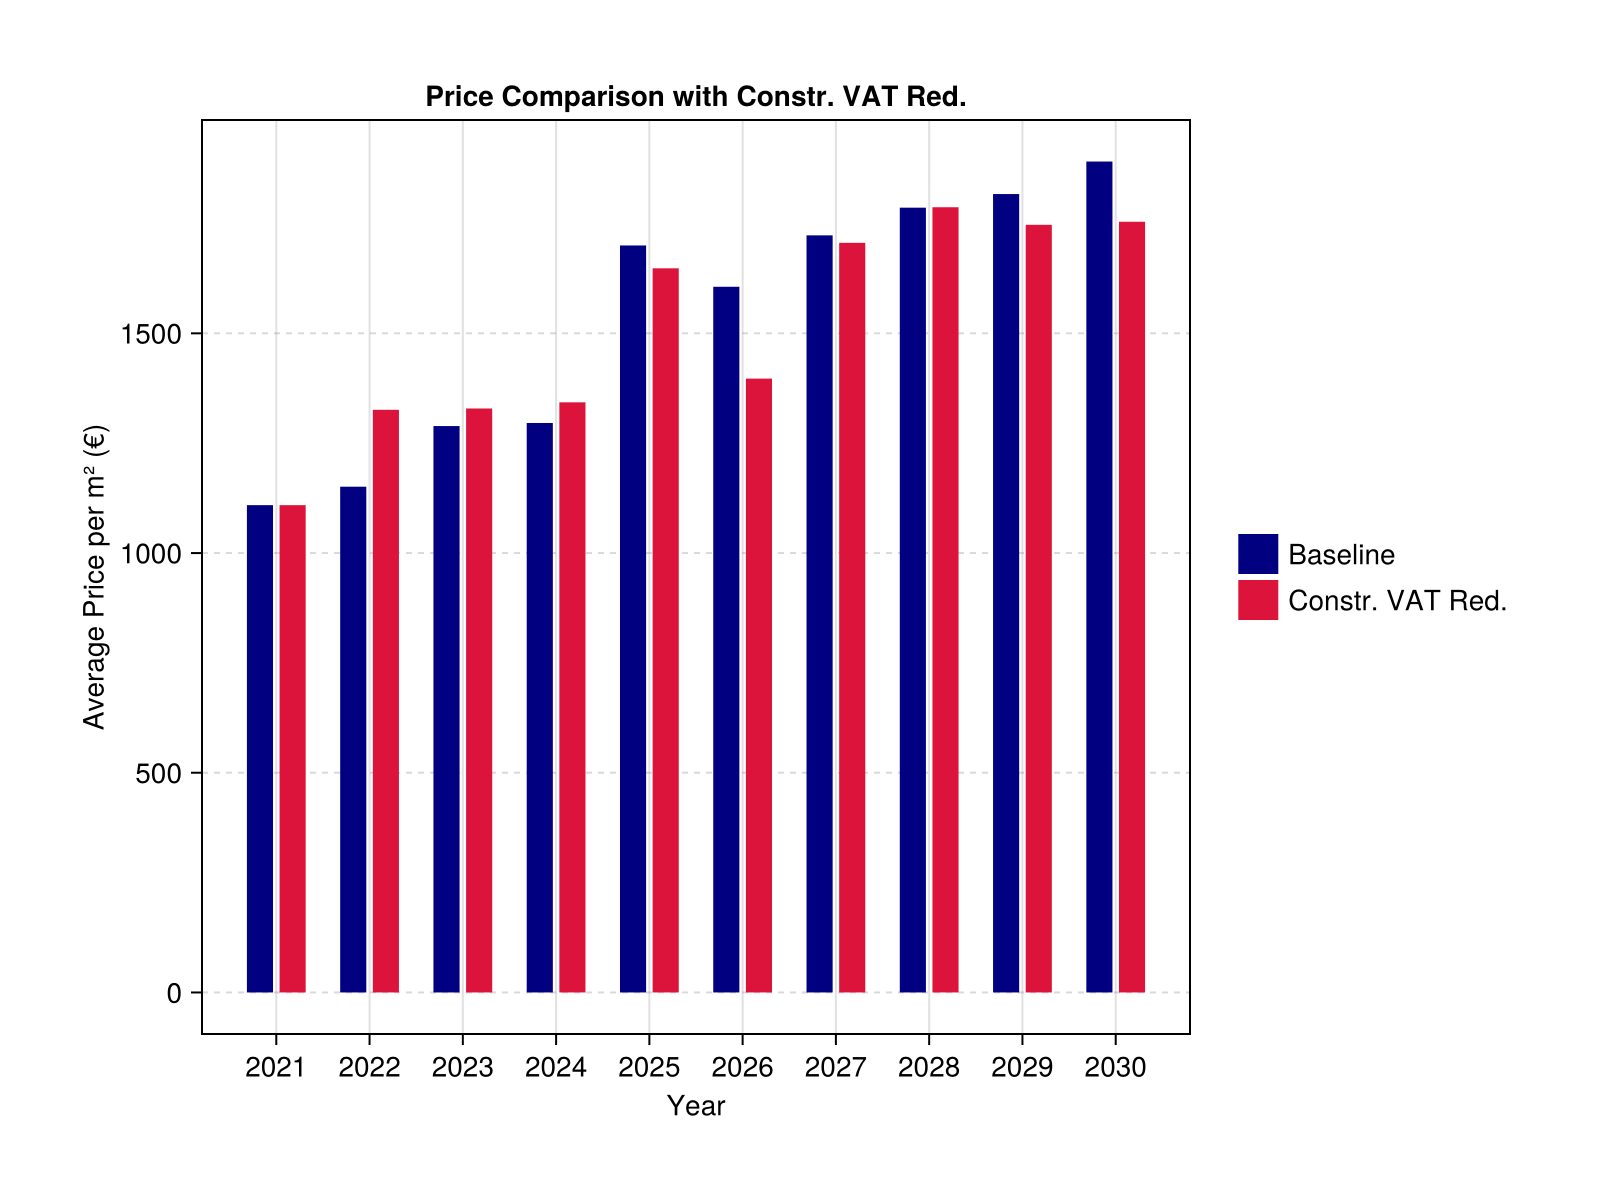 Price Comparison with Constr. VAT Red.
Average Price per m² (€)
1500
1000
500
0
2021 2022 2023 2024 2025 2026 2027 2028 2029 2030
Year
Baseline
Constr. VAT Red.